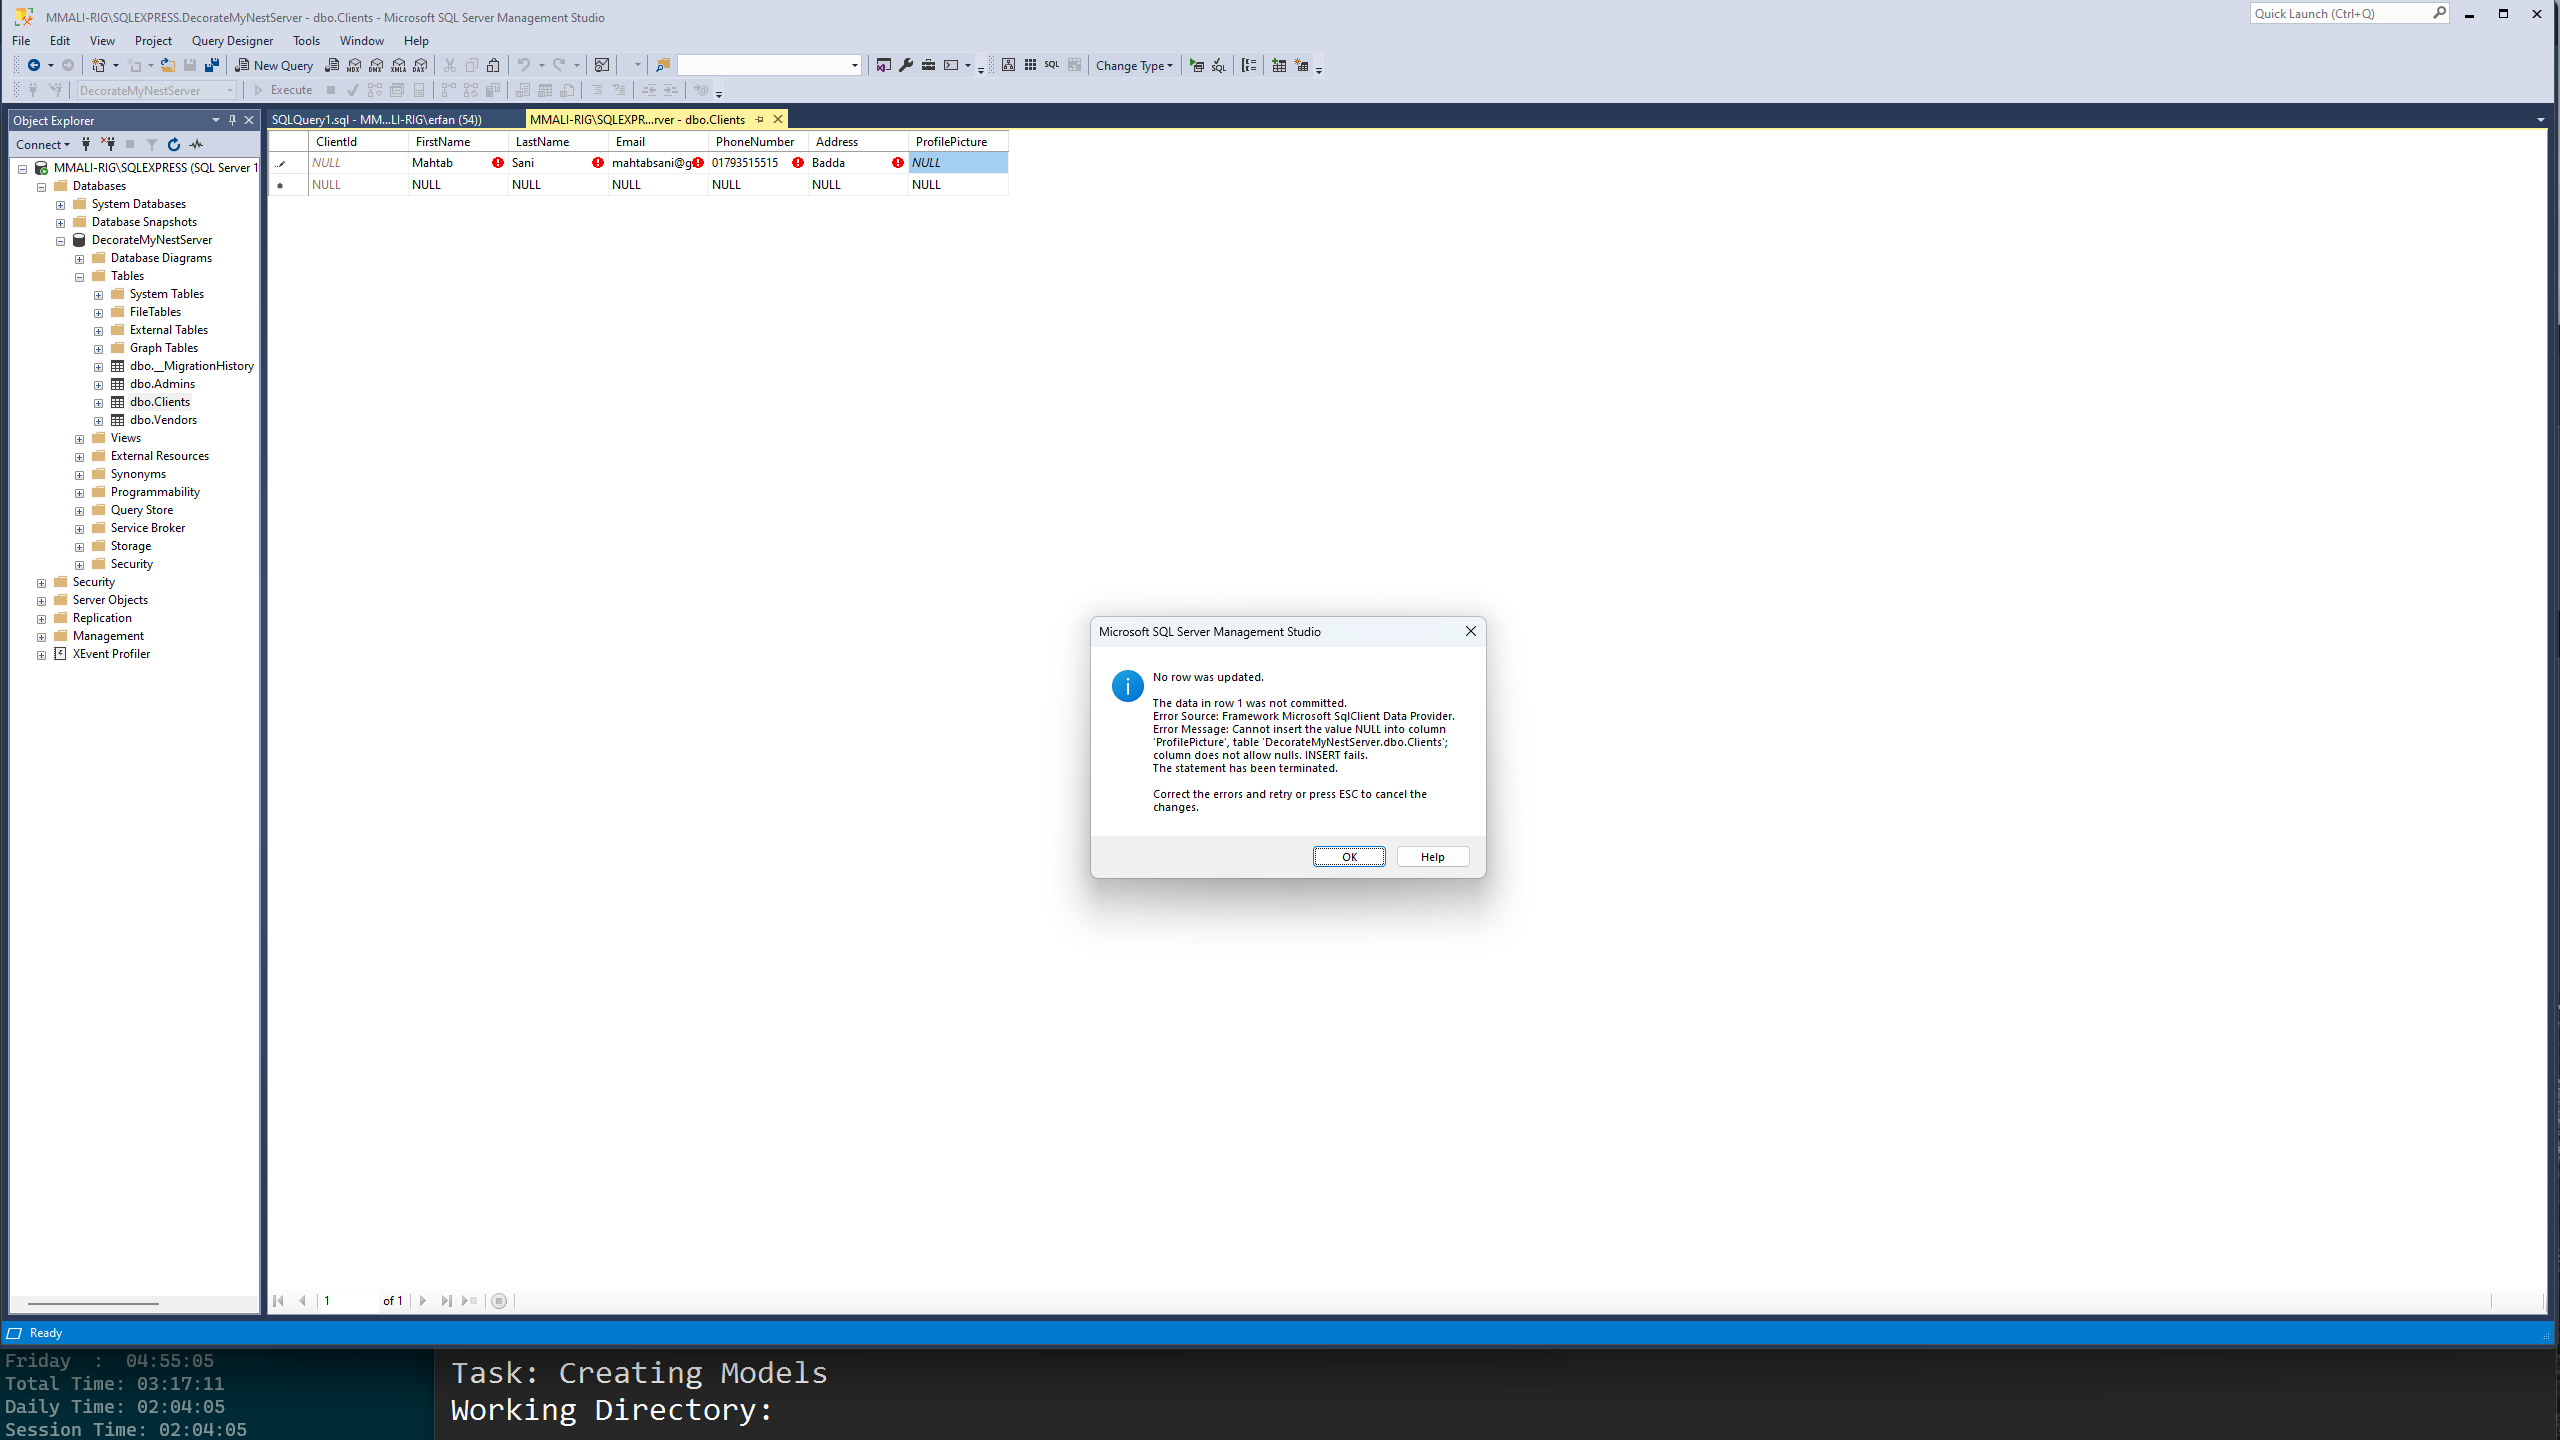 MMALI-RIG\SQLEXPRESS.DecorateMyNestServer - dbo.Clients - Microsoft SQL Server Management Studio
Quick Launch (Ctrl+Q)
File Edit View Project Query Designer Tools Window Help
New Query MDX DMX XMLA DAX SQL Change Type SQL
DecorateMyNestServer Execute
Object Explorer
Connect
MMALI-RIG\SQLEXPRESS (SQL Server 1
Databases
System Databases
Database Snapshots
DecorateMyNestServer
Database Diagrams
Tables
System Tables
FileTables
External Tables
Graph Tables
dbo.__MigrationHistory
dbo.Admins
dbo.Clients
dbo.Vendors
Views
External Resources
Synonyms
Programmability
Query Store
Service Broker
Storage
Security
Security
Server Objects
Replication
Management
XEvent Profiler
SQLQuery1.sql - MM...LI-RIG\erfan (54))
MMALI-RIG\SQLEXPR...rver - dbo.Clients
ClientId FirstName LastName Email PhoneNumber Address ProfilePicture
NULL Mahtab Sani mahtabsani@g 01793515515 Badda NULL
NULL NULL NULL NULL NULL NULL NULL
Microsoft SQL Server Management Studio
No row was updated.
The data in row 1 was not committed.
Error Source: Framework Microsoft SqlClient Data Provider.
Error Message: Cannot insert the value NULL into column
'ProfilePicture', table 'DecorateMyNestServer.dbo.Clients';
column does not allow nulls. INSERT fails.
The statement has been terminated.
Correct the errors and retry or press ESC to cancel the
changes.
OK Help
1 of 1
Ready
Friday : 04:55:05
Total Time: 03:17:11
Daily Time: 02:04:05
Session Time: 02:04:05
Task: Creating Models
Working Directory: